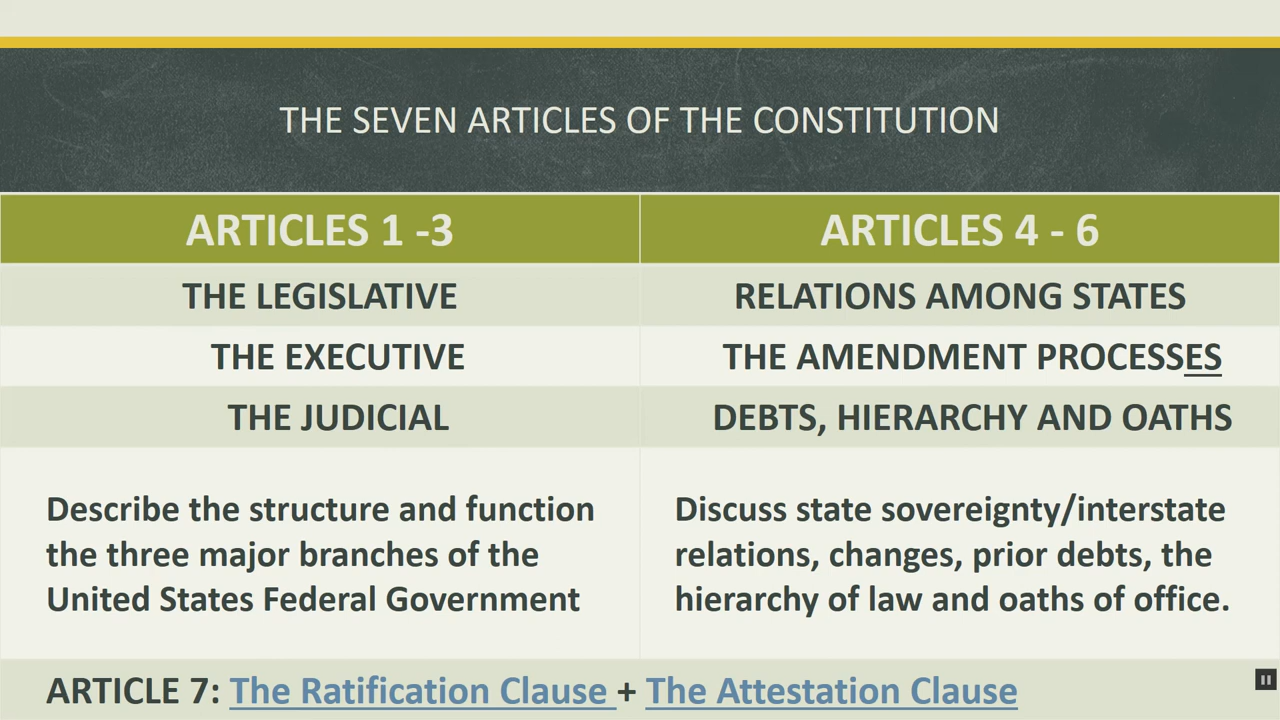 THE SEVEN ARTICLES OF THE CONSTITUTION
ARTICLES 1 -3
ARTICLES 4 - 6
THE LEGISLATIVE
RELATIONS AMONG STATES
THE EXECUTIVE
THE AMENDMENT PROCESSES
THE JUDICIAL
DEBTS, HIERARCHY AND OATHS
Describe the structure and function
the three major branches of the
United States Federal Government
Discuss state sovereignty/interstate
relations, changes, prior debts, the
hierarchy of law and oaths of office.
ARTICLE 7: The Ratification Clause + The Attestation Clause